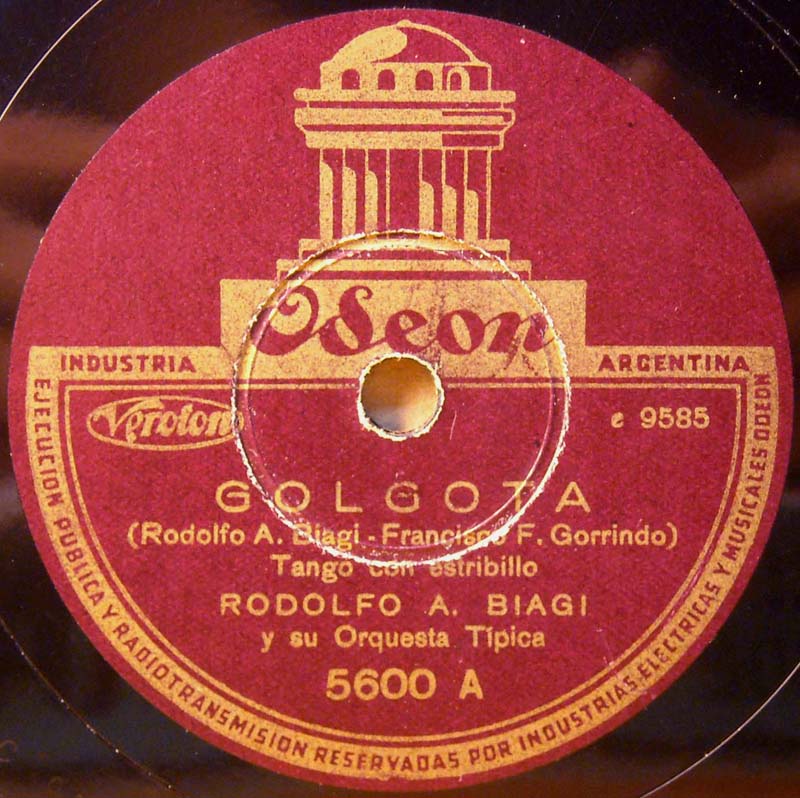 Odeon
INDUSTRIA ARGENTINA
Veroton
e 9585
GOLGOTA
(Rodolfo A. Biagi - Francisco F. Gorrindo)
Tango con estribillo
RODOLFO A. BIAGI
y su Orquesta Típica
5600 A
EJECUCION PUBLICA Y RADIOTRANSMISION RESERVADAS POR INDUSTRIAS ELECTRICAS Y MUSICALES ODEON